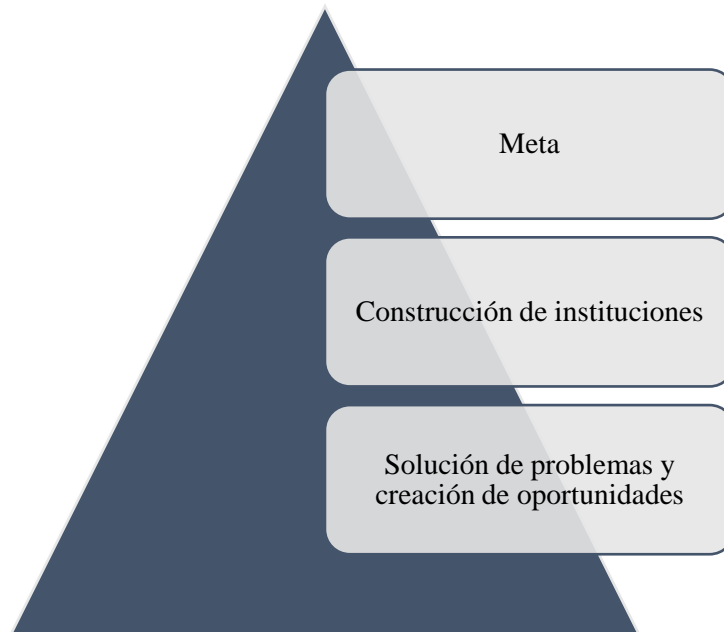 Meta
Construcción de instituciones
Solución de problemas y
creación de oportunidades